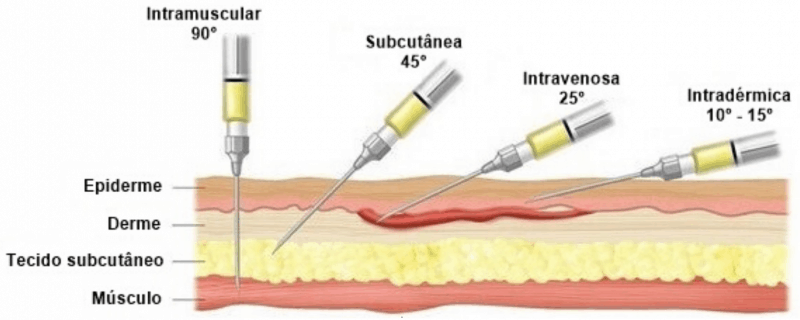 Intramuscular
90º
Subcutânea
45º
Intravenosa
25º
Intradérmica
10º - 15º
Epiderme
Derme
Tecido subcutâneo
Músculo